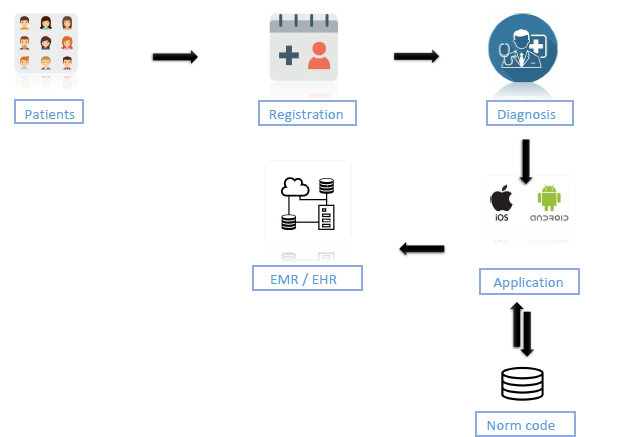 Patients
Registration
Diagnosis
iOS
ANDROID
EMR / EHR
Application
Norm code